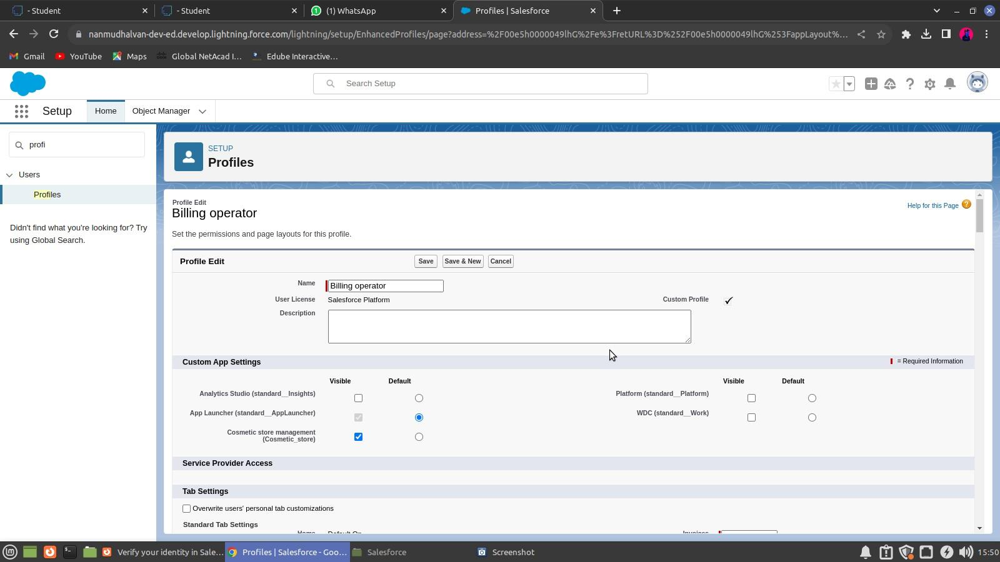 - Student
- Student
(1) WhatsApp
Profiles | Salesforce
nanmudhalvan-dev-ed.develop.lightning.force.com/lightning/setup/EnhancedProfiles/page?address=%2F00e5h0000049lhG%2Fe%3FretURL%3D%252F00e5h0000049lhG%253FappLayout%...
Gmail
YouTube
Maps
Global NetAcad I...
Edube Interactive...
Search Setup
Setup
Home
Object Manager
profi
Users
Profiles
Didn't find what you're looking for? Try
using Global Search.
SETUP
Profiles
Profile Edit
Billing operator
Help for this Page
Set the permissions and page layouts for this profile.
Profile Edit
Save
Save & New
Cancel
Name
Billing operator
User License
Salesforce Platform
Custom Profile
Description
Custom App Settings
= Required Information
Visible
Default
Visible
Default
Analytics Studio (standard__Insights)
Platform (standard__Platform)
App Launcher (standard__AppLauncher)
WDC (standard__Work)
Cosmetic store management
(Cosmetic_store)
Service Provider Access
Tab Settings
Overwrite users' personal tab customizations
Standard Tab Settings
Home
Default On
Invoices
Verify your identity in Sale...
Profiles | Salesforce - Goo...
Salesforce
Screenshot
15:50